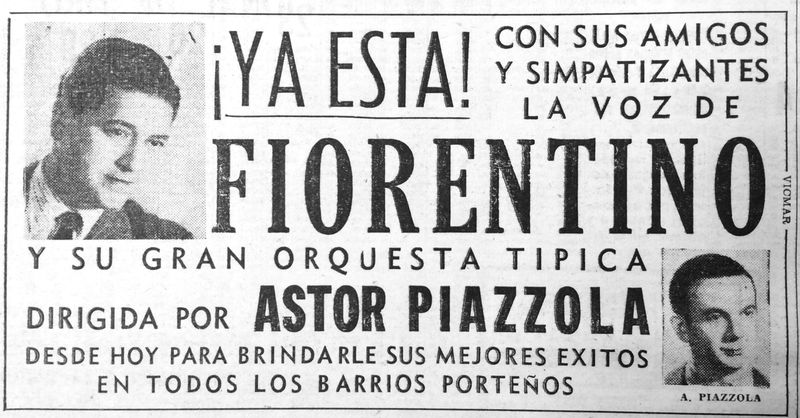 ¡YA ESTA!
CON SUS AMIGOS
Y SIMPATIZANTES
LA VOZ DE
FIORENTINO
VICMAR
Y SU GRAN ORQUESTA TIPICA
DIRIGIDA POR ASTOR PIAZZOLA
DESDE HOY PARA BRINDARLE SUS MEJORES EXITOS
EN TODOS LOS BARRIOS PORTEÑOS
A. PIAZZOLA